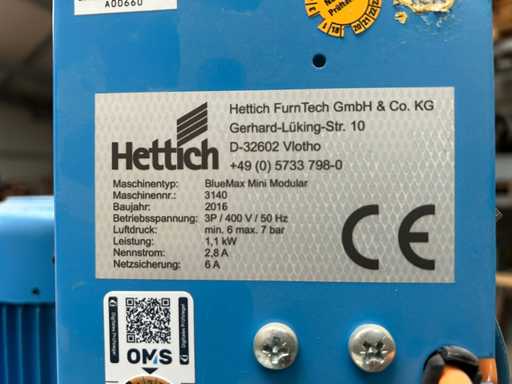 A00660
Hettich
Hettich FurnTech GmbH & Co. KG
Gerhard-Lüking-Str. 10
D-32602 Vlotho
+49 (0) 5733 798-0
Maschinentyp: BlueMax Mini Modular
Maschinennr.: 3140
Baujahr: 2016
Betriebsspannung: 3P / 400 V / 50 Hz
Luftdruck: min. 6 max. 7 bar
Leistung: 1,1 kW
Nennstrom: 2,8 A
Netzsicherung: 6 A
CE
OMS